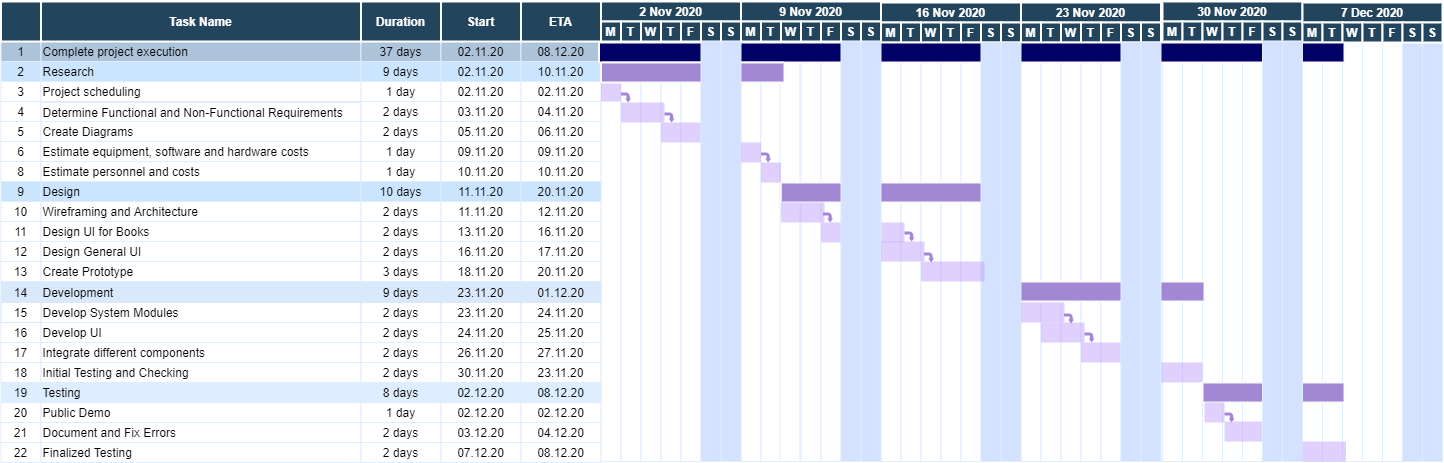 Task Name Duration Start ETA 2 Nov 2020 9 Nov 2020 16 Nov 2020 23 Nov 2020 30 Nov 2020 7 Dec 2020
M T W T F S S M T W T F S S M T W T F S S M T W T F S S M T W T F S S M T W T F S S
1 Complete project execution 37 days 02.11.20 08.12.20
2 Research 9 days 02.11.20 10.11.20
3 Project scheduling 1 day 02.11.20 02.11.20
4 Determine Functional and Non-Functional Requirements 2 days 03.11.20 04.11.20
5 Create Diagrams 2 days 05.11.20 06.11.20
6 Estimate equipment, software and hardware costs 1 day 09.11.20 09.11.20
8 Estimate personnel and costs 1 day 10.11.20 10.11.20
9 Design 10 days 11.11.20 20.11.20
10 Wireframing and Architecture 2 days 11.11.20 12.11.20
11 Design UI for Books 2 days 13.11.20 16.11.20
12 Design General UI 2 days 16.11.20 17.11.20
13 Create Prototype 3 days 18.11.20 20.11.20
14 Development 9 days 23.11.20 01.12.20
15 Develop System Modules 2 days 23.11.20 24.11.20
16 Develop UI 2 days 24.11.20 25.11.20
17 Integrate different components 2 days 26.11.20 27.11.20
18 Initial Testing and Checking 2 days 30.11.20 23.11.20
19 Testing 8 days 02.12.20 08.12.20
20 Public Demo 1 day 02.12.20 02.12.20
21 Document and Fix Errors 2 days 03.12.20 04.12.20
22 Finalized Testing 2 days 07.12.20 08.12.20